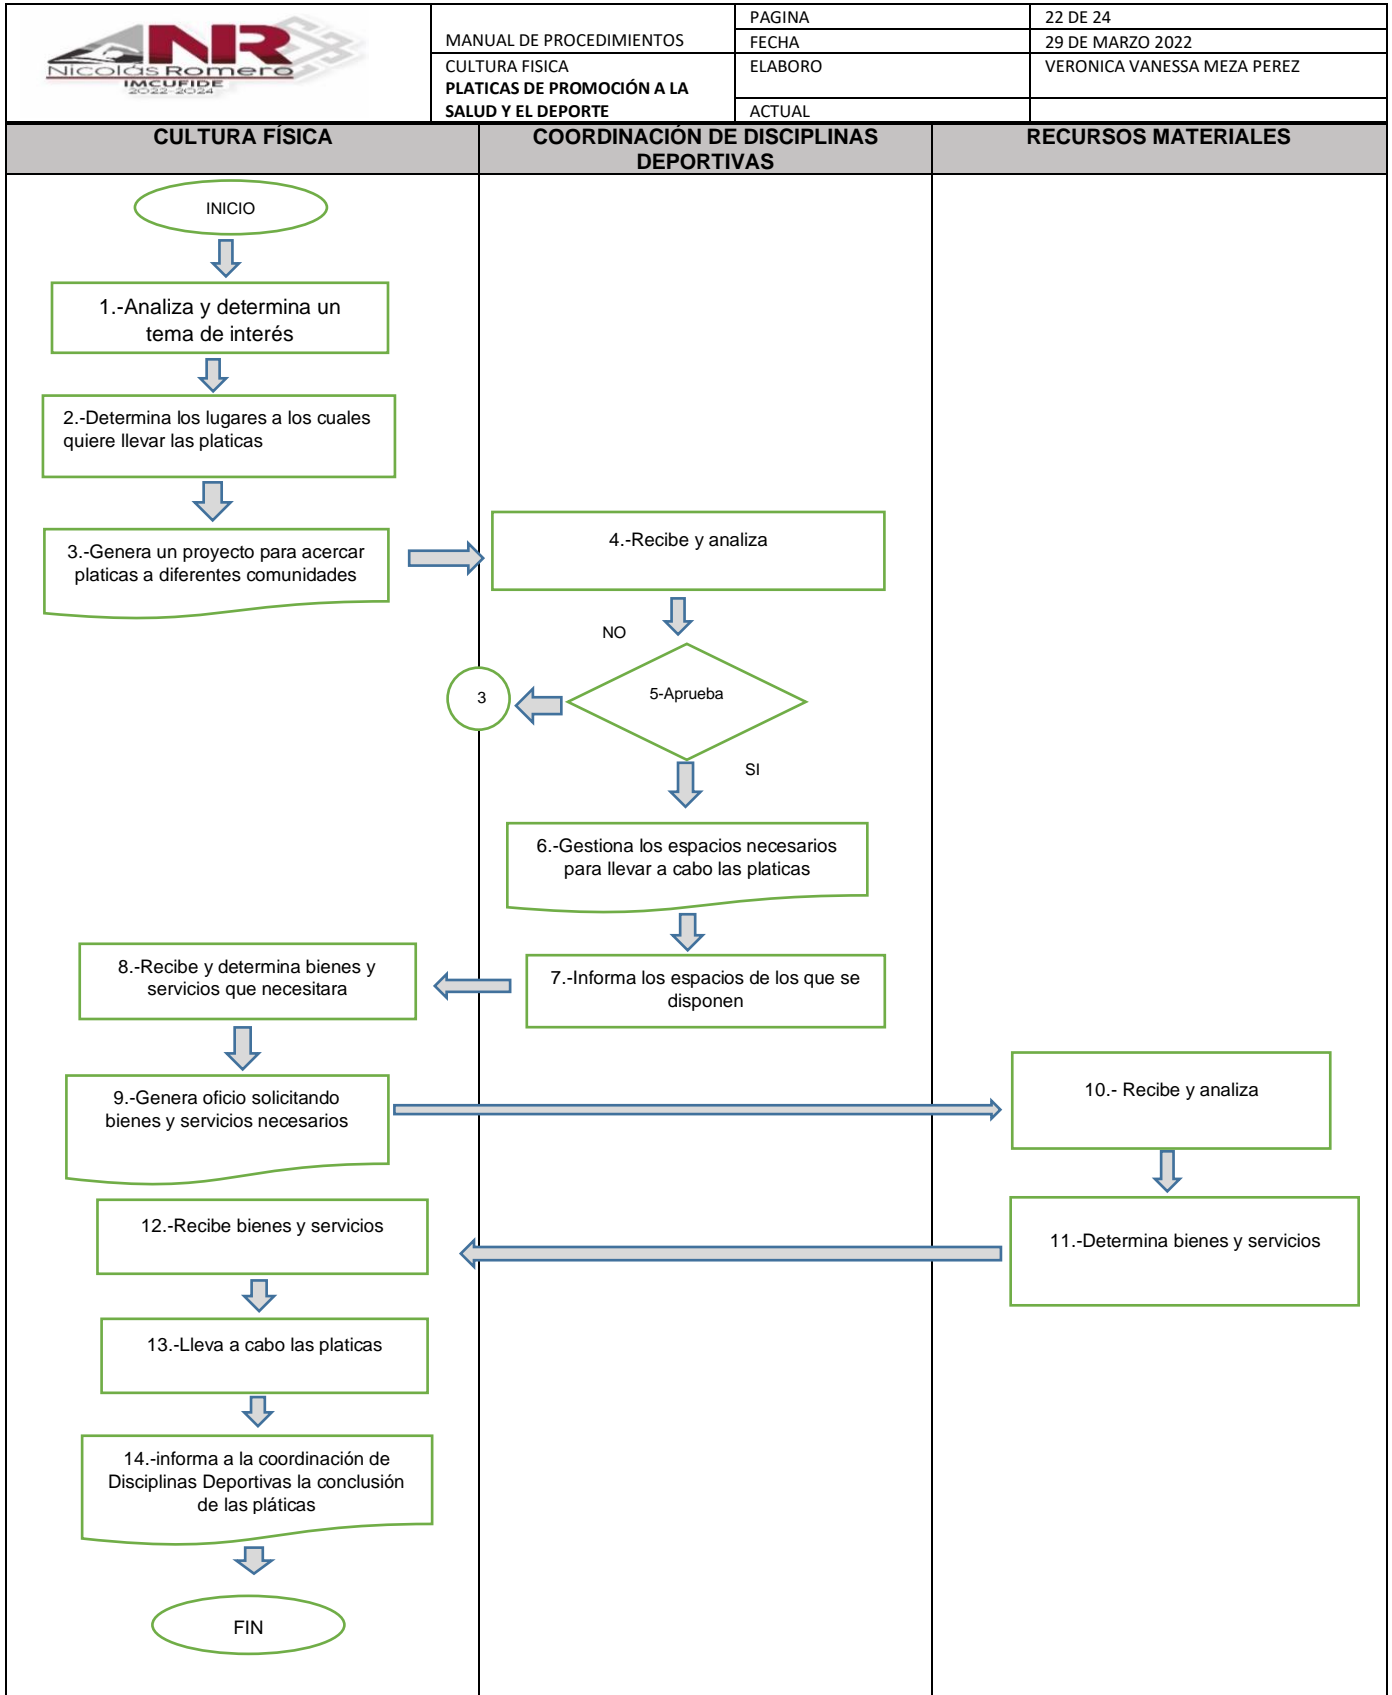 NR
Nicolás Romero
IMCUFIDE
2022-2024
MANUAL DE PROCEDIMIENTOS
PAGINA
22 DE 24
FECHA
29 DE MARZO 2022
CULTURA FISICA
PLATICAS DE PROMOCIÓN A LA
SALUD Y EL DEPORTE
ELABORO
VERONICA VANESSA MEZA PEREZ
ACTUAL
CULTURA FÍSICA
COORDINACIÓN DE DISCIPLINAS
DEPORTIVAS
RECURSOS MATERIALES
INICIO
1.-Analiza y determina un
tema de interés
2.-Determina los lugares a los cuales
quiere llevar las platicas
3.-Genera un proyecto para acercar
platicas a diferentes comunidades
4.-Recibe y analiza
NO
5-Aprueba
3
SI
6.-Gestiona los espacios necesarios
para llevar a cabo las platicas
7.-Informa los espacios de los que se
disponen
8.-Recibe y determina bienes y
servicios que necesitara
9.-Genera oficio solicitando
bienes y servicios necesarios
10.- Recibe y analiza
11.-Determina bienes y servicios
12.-Recibe bienes y servicios
13.-Lleva a cabo las platicas
14.-informa a la coordinación de
Disciplinas Deportivas la conclusión
de las pláticas
FIN